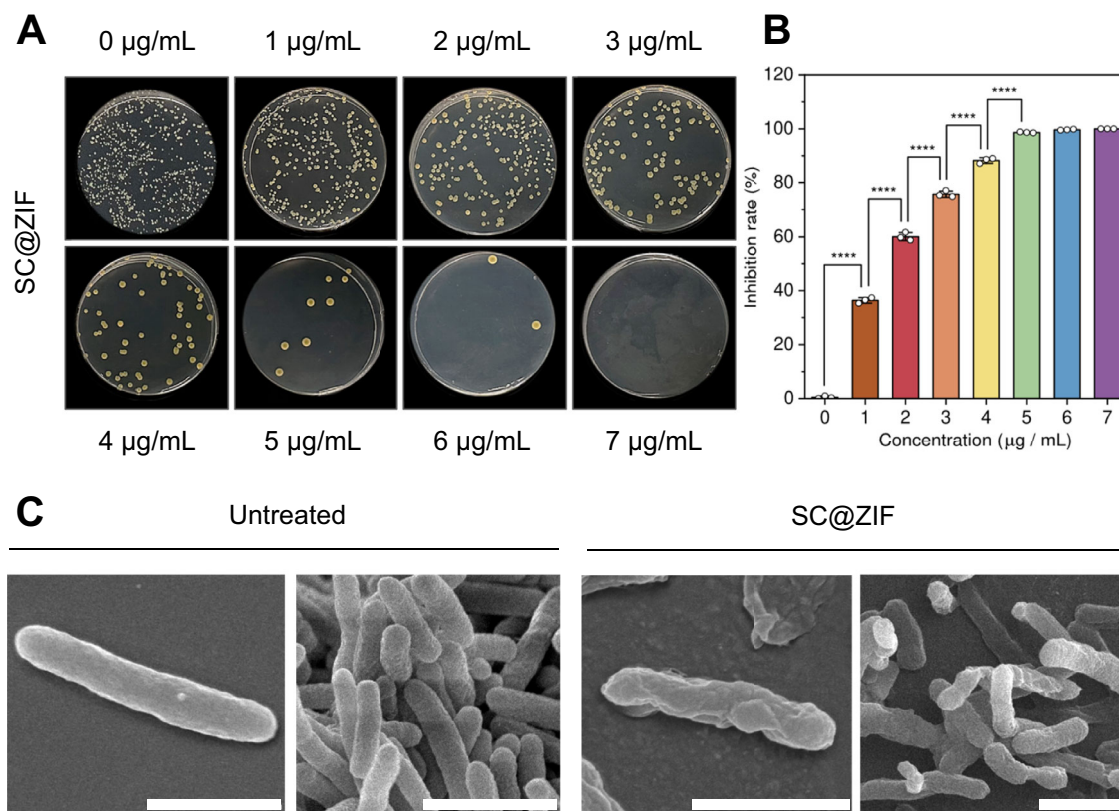 A
0 µg/mL 1 µg/mL 2 µg/mL 3 µg/mL
SC@ZIF
4 µg/mL 5 µg/mL 6 µg/mL 7 µg/mL
B
Inhibition rate (%)
120
100
80
60
40
20
0
****
****
****
****
****
0 1 2 3 4 5 6 7
Concentration (µg / mL)
C
Untreated SC@ZIF